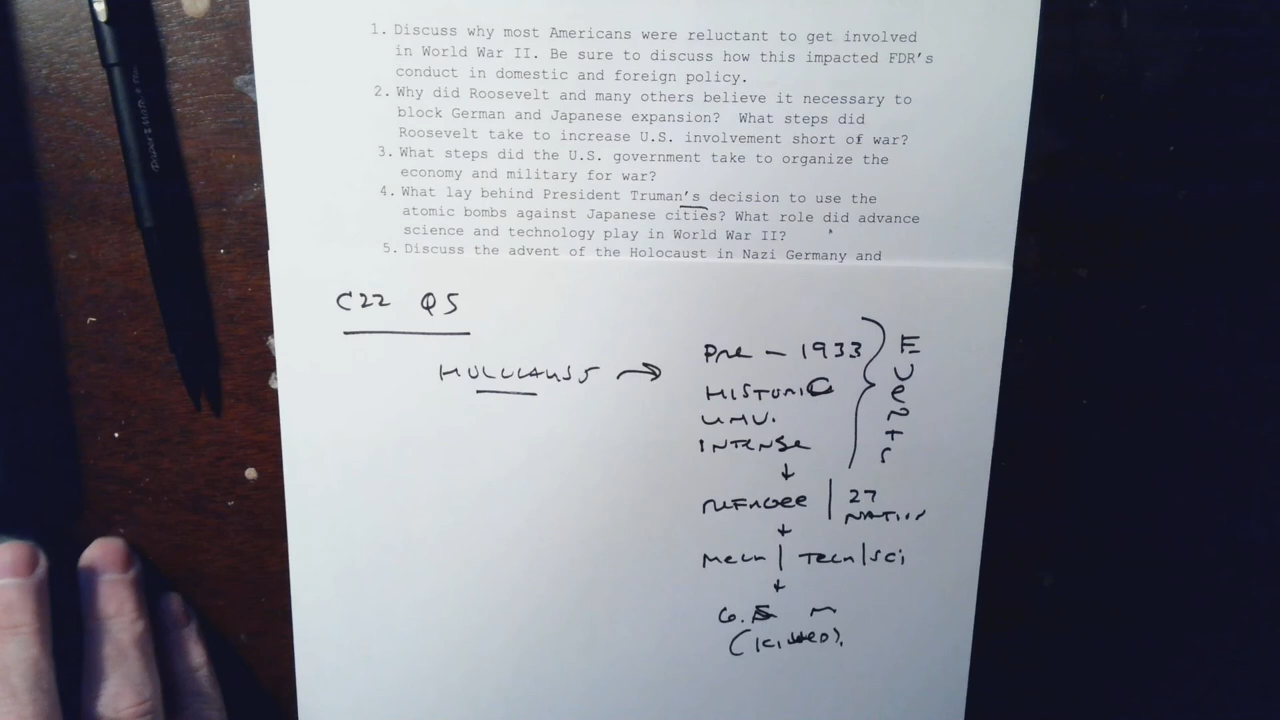 1. Discuss why most Americans were reluctant to get involved
in World War II. Be sure to discuss how this impacted FDR's
conduct in domestic and foreign policy.
2. Why did Roosevelt and many others believe it necessary to
block German and Japanese expansion? What steps did
Roosevelt take to increase U.S. involvement short of war?
3. What steps did the U.S. government take to organize the
economy and military for war?
4. What lay behind President Truman's decision to use the
atomic bombs against Japanese cities? What role did advance
science and technology play in World War II?
5. Discuss the advent of the Holocaust in Nazi Germany and
C22 Q5
HOLOCAUST →
Pre - 1933
HISTORIC
INTENSE
Events
↓
REFUGEE | 27
NATION
↓
Mech | Tech/Sci
↓
6. m
(Killed).